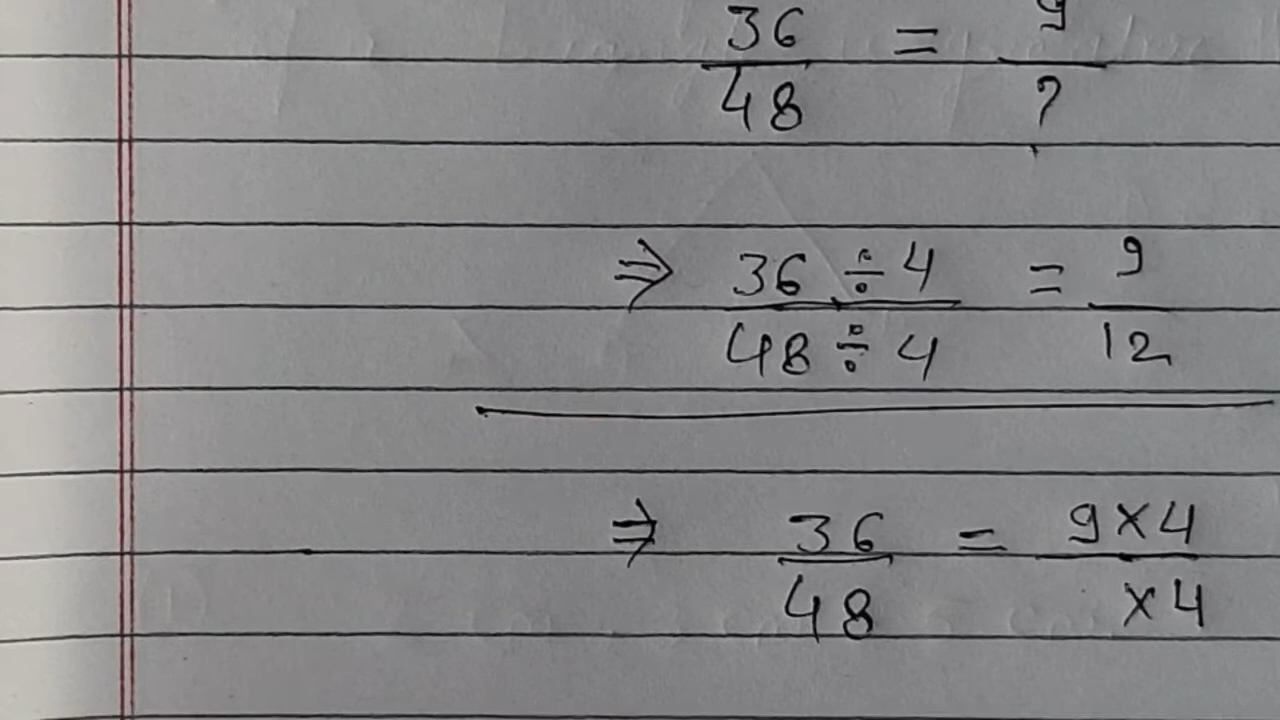 36 = 9
48 ?
⇒ 36 ÷ 4 = 9
48 ÷ 4 12
⇒ 36 = 9 × 4
48 × 4